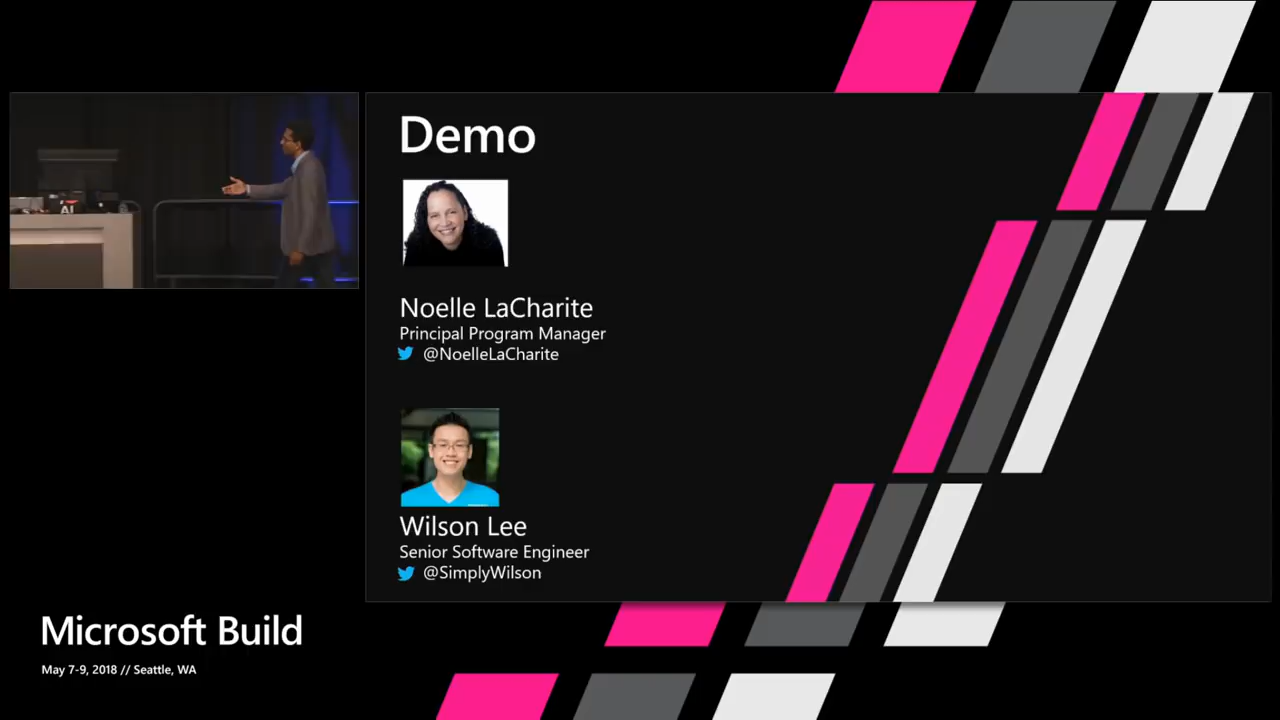 Demo
Noelle LaCharite
Principal Program Manager
@NoelleLaCharite
Wilson Lee
Senior Software Engineer
@SimplyWilson
AI
Microsoft Build
May 7-9, 2018 // Seattle, WA